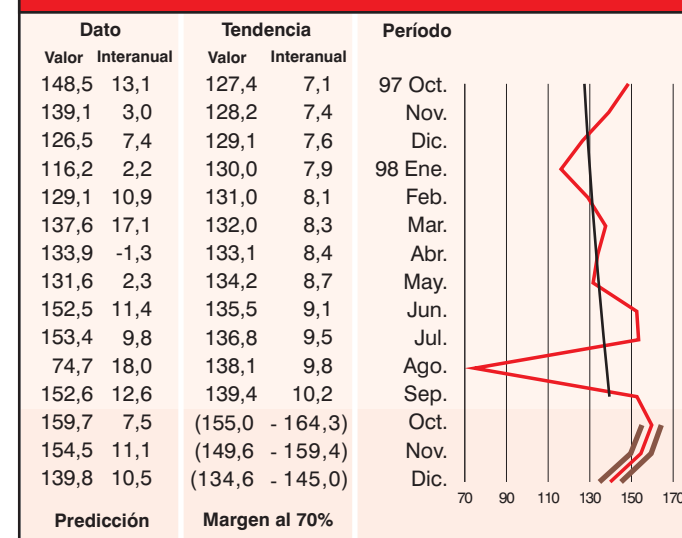 Dato Tendencia Período
Valor Interanual Valor Interanual
148,5 13,1 127,4 7,1 97 Oct.
139,1 3,0 128,2 7,4 Nov.
126,5 7,4 129,1 7,6 Dic.
116,2 2,2 130,0 7,9 98 Ene.
129,1 10,9 131,0 8,1 Feb.
137,6 17,1 132,0 8,3 Mar.
133,9 -1,3 133,1 8,4 Abr.
131,6 2,3 134,2 8,7 May.
152,5 11,4 135,5 9,1 Jun.
153,4 9,8 136,8 9,5 Jul.
74,7 18,0 138,1 9,8 Ago.
152,6 12,6 139,4 10,2 Sep.
159,7 7,5 (155,0 - 164,3) Oct.
154,5 11,1 (149,6 - 159,4) Nov.
139,8 10,5 (134,6 - 145,0) Dic.
70 90 110 130 150 170
Predicción Margen al 70%